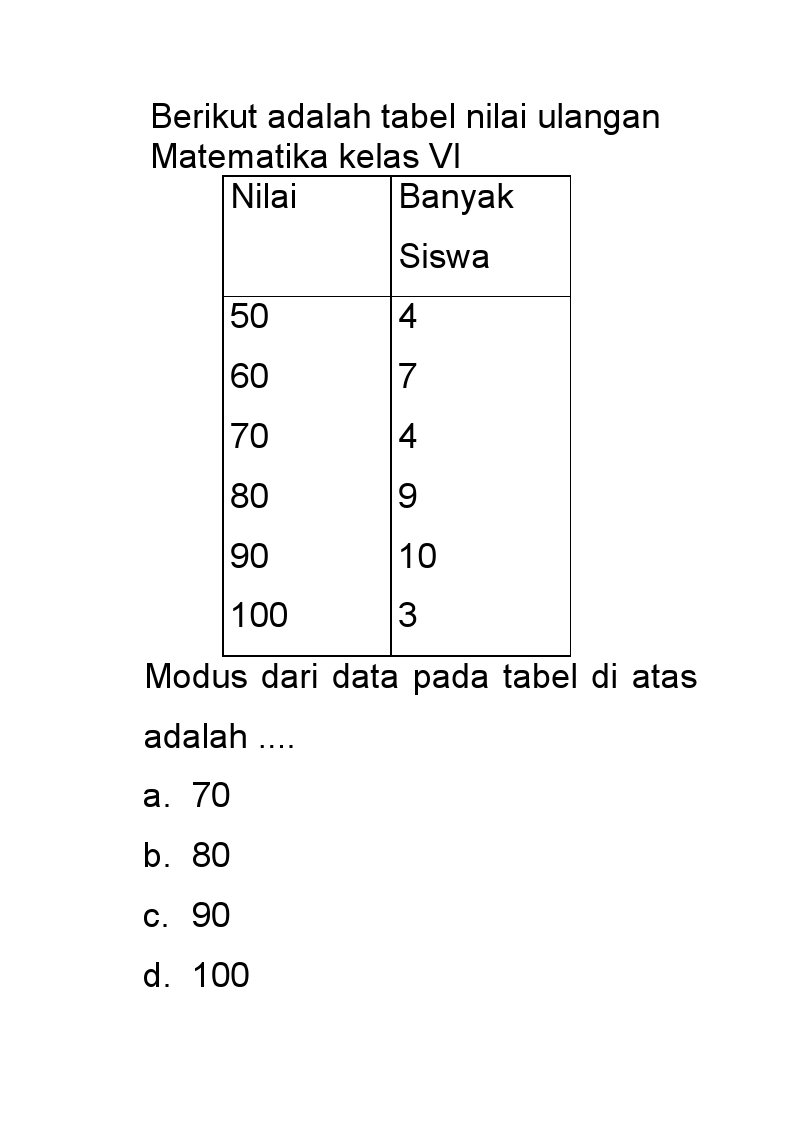 Berikut adalah tabel nilai ulangan
Matematika kelas VI
Nilai Banyak
Siswa
50 4
60 7
70 4
80 9
90 10
100 3
Modus dari data pada tabel di atas
adalah ....
a. 70
b. 80
c. 90
d. 100